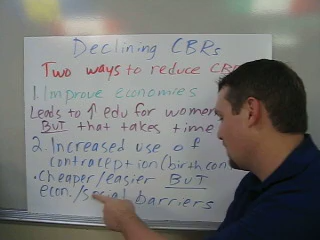 Declining CBRs
Two ways to reduce CBR
1. Improve economies
Leads to ↑ edu for women
BUT that takes time
2. Increased use of
contraception (birth con
• Cheaper/easier BUT
econ./social barriers